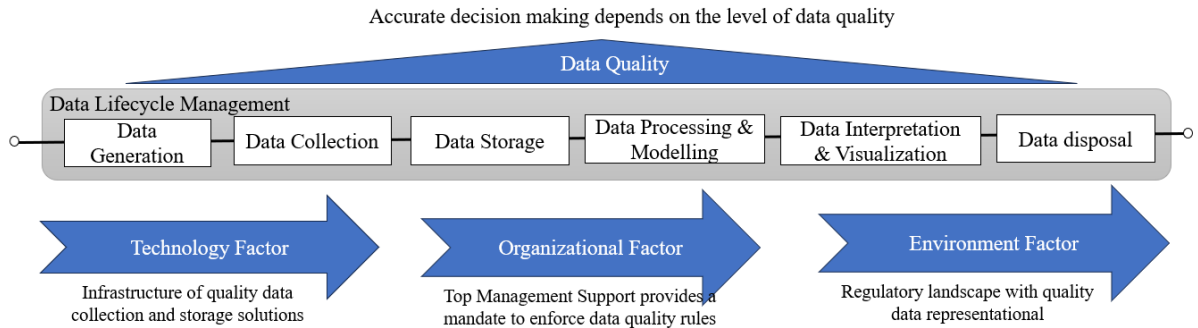 Accurate decision making depends on the level of data quality
Data Quality
Data Lifecycle Management
Data
Generation
Data Collection
Data Storage
Data Processing &
Modelling
Data Interpretation
& Visualization
Data disposal
Technology Factor
Organizational Factor
Environment Factor
Infrastructure of quality data
collection and storage solutions
Top Management Support provides a
mandate to enforce data quality rules
Regulatory landscape with quality
data representational